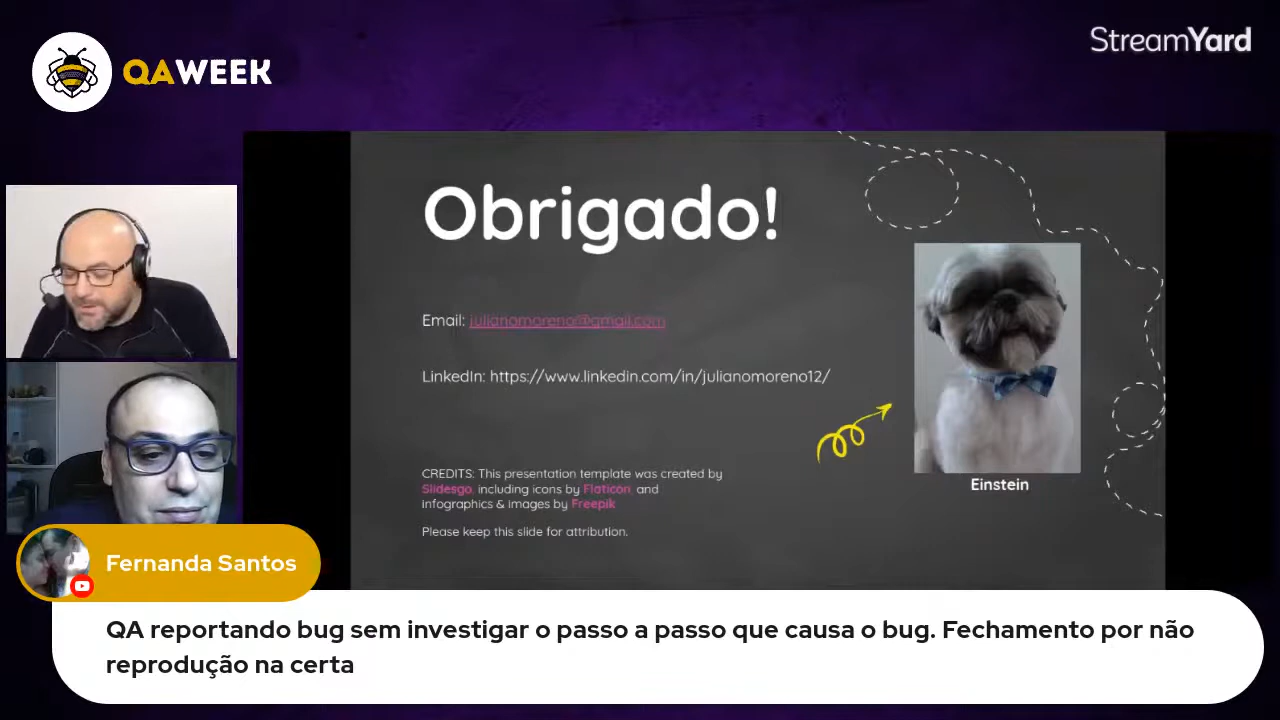 QAWEEK
StreamYard
Obrigado!
Email: julianomoreno@gmail.com
LinkedIn: https://www.linkedin.com/in/julianomoreno12/
Einstein
CREDITS: This presentation template was created by
Slidesgo, including icons by Flaticon, and
infographics & images by Freepik
Please keep this slide for attribution.
Fernanda Santos
QA reportando bug sem investigar o passo a passo que causa o bug. Fechamento por não
reprodução na certa